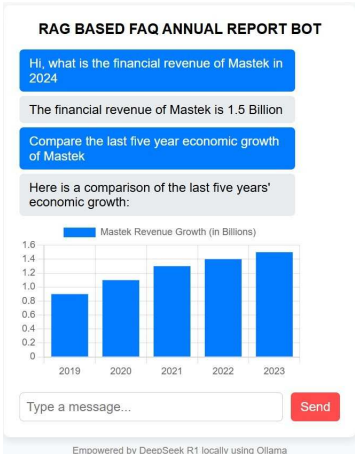 RAG BASED FAQ ANNUAL REPORT BOT
Hi, what is the financial revenue of Mastek in
2024
The financial revenue of Mastek is 1.5 Billion
Compare the last five year economic growth
of Mastek
Here is a comparison of the last five years'
economic growth:
Mastek Revenue Growth (in Billions)
1.6
1.4
1.2
1.0
0.8
0.6
0.4
0.2
0
2019 2020 2021 2022 2023
Type a message... Send
Empowered by DeepSeek R1 locally using Ollama